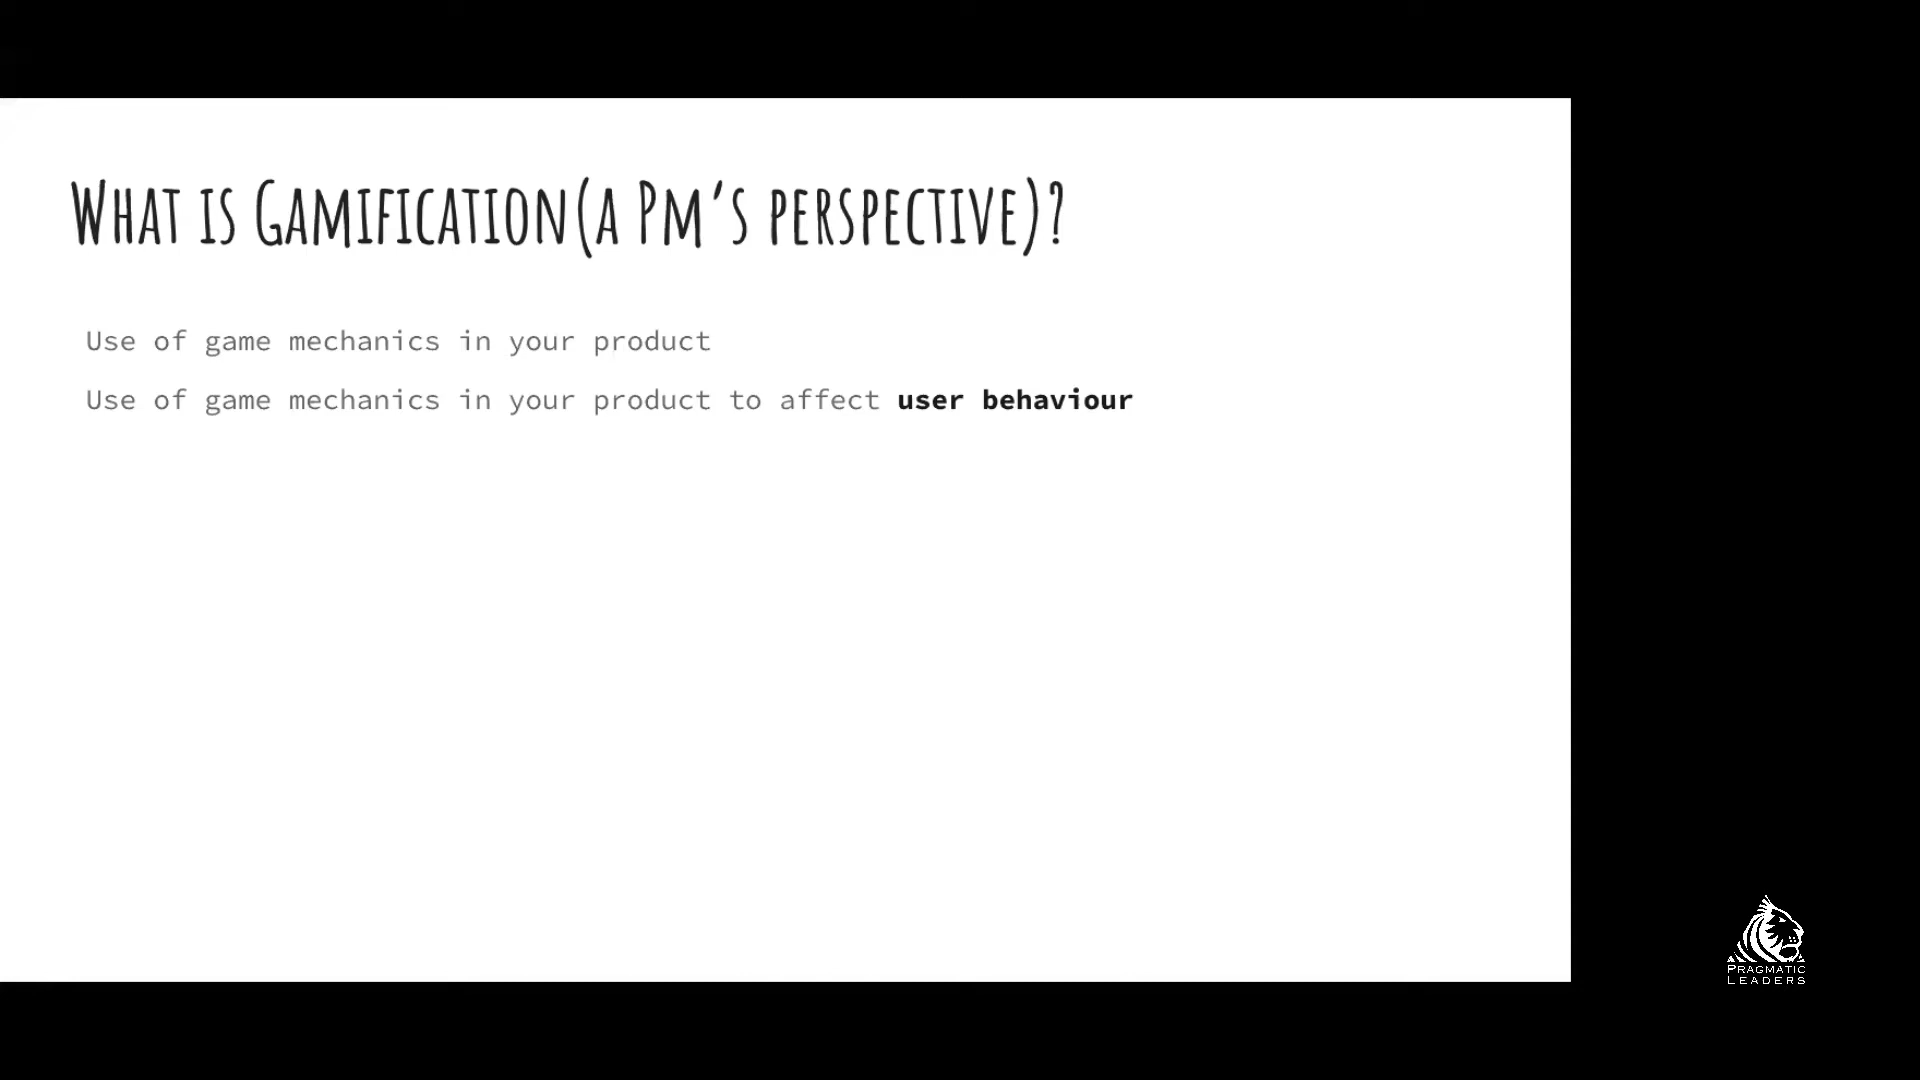 What is Gamification(a Pm's perspective)?
Use of game mechanics in your product
Use of game mechanics in your product to affect user behaviour
PRAGMATIC
LEADERS